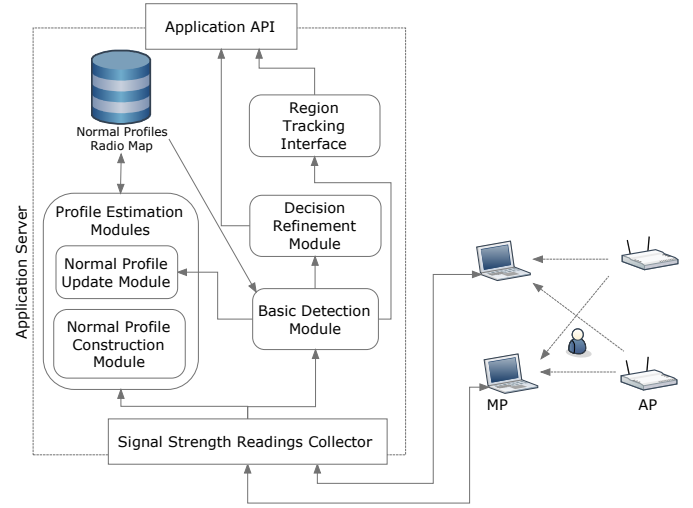 Application API
Normal Profiles
Radio Map
Region
Tracking
Interface
Profile Estimation
Modules
Decision
Refinement
Module
Normal Profile
Update Module
Basic Detection
Module
Normal Profile
Construction
Module
Application Server
Signal Strength Readings Collector
MP
AP